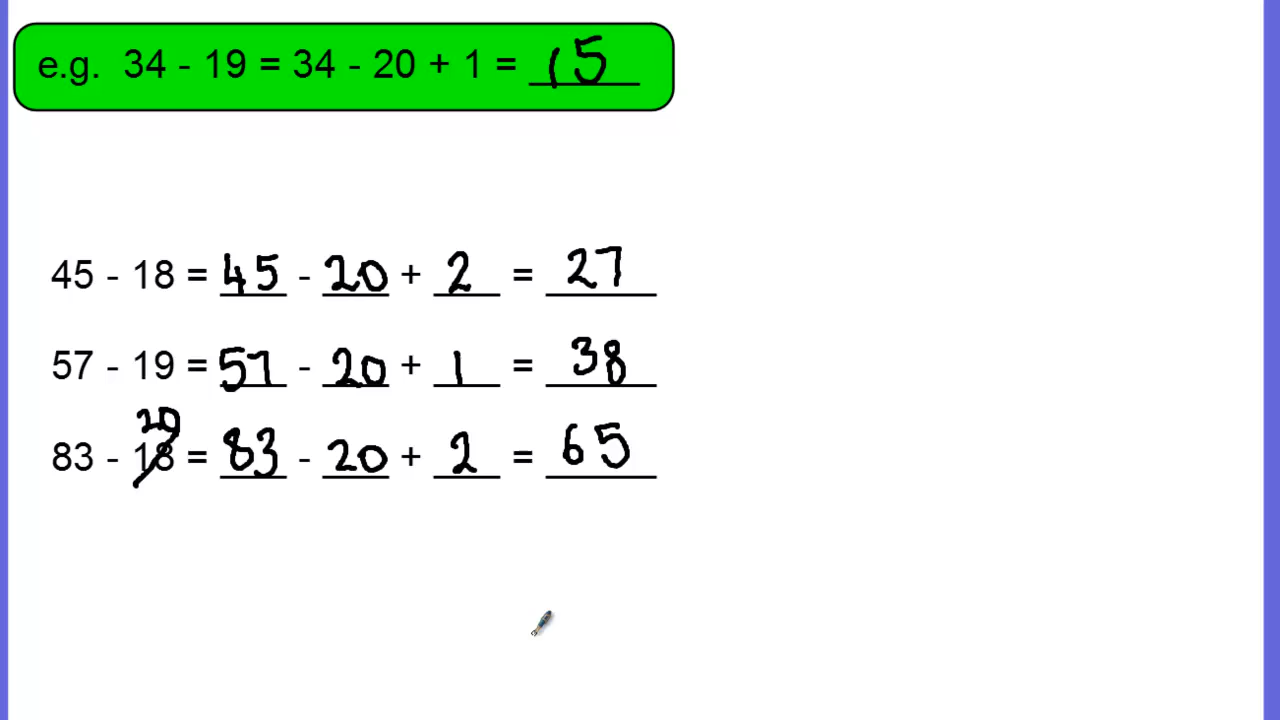 e.g. 34 - 19 = 34 - 20 + 1 = 15
45 - 18 = 45 - 20 + 2 = 27
57 - 19 = 57 - 20 + 1 = 38
20
83 - 18 = 83 - 20 + 2 = 65